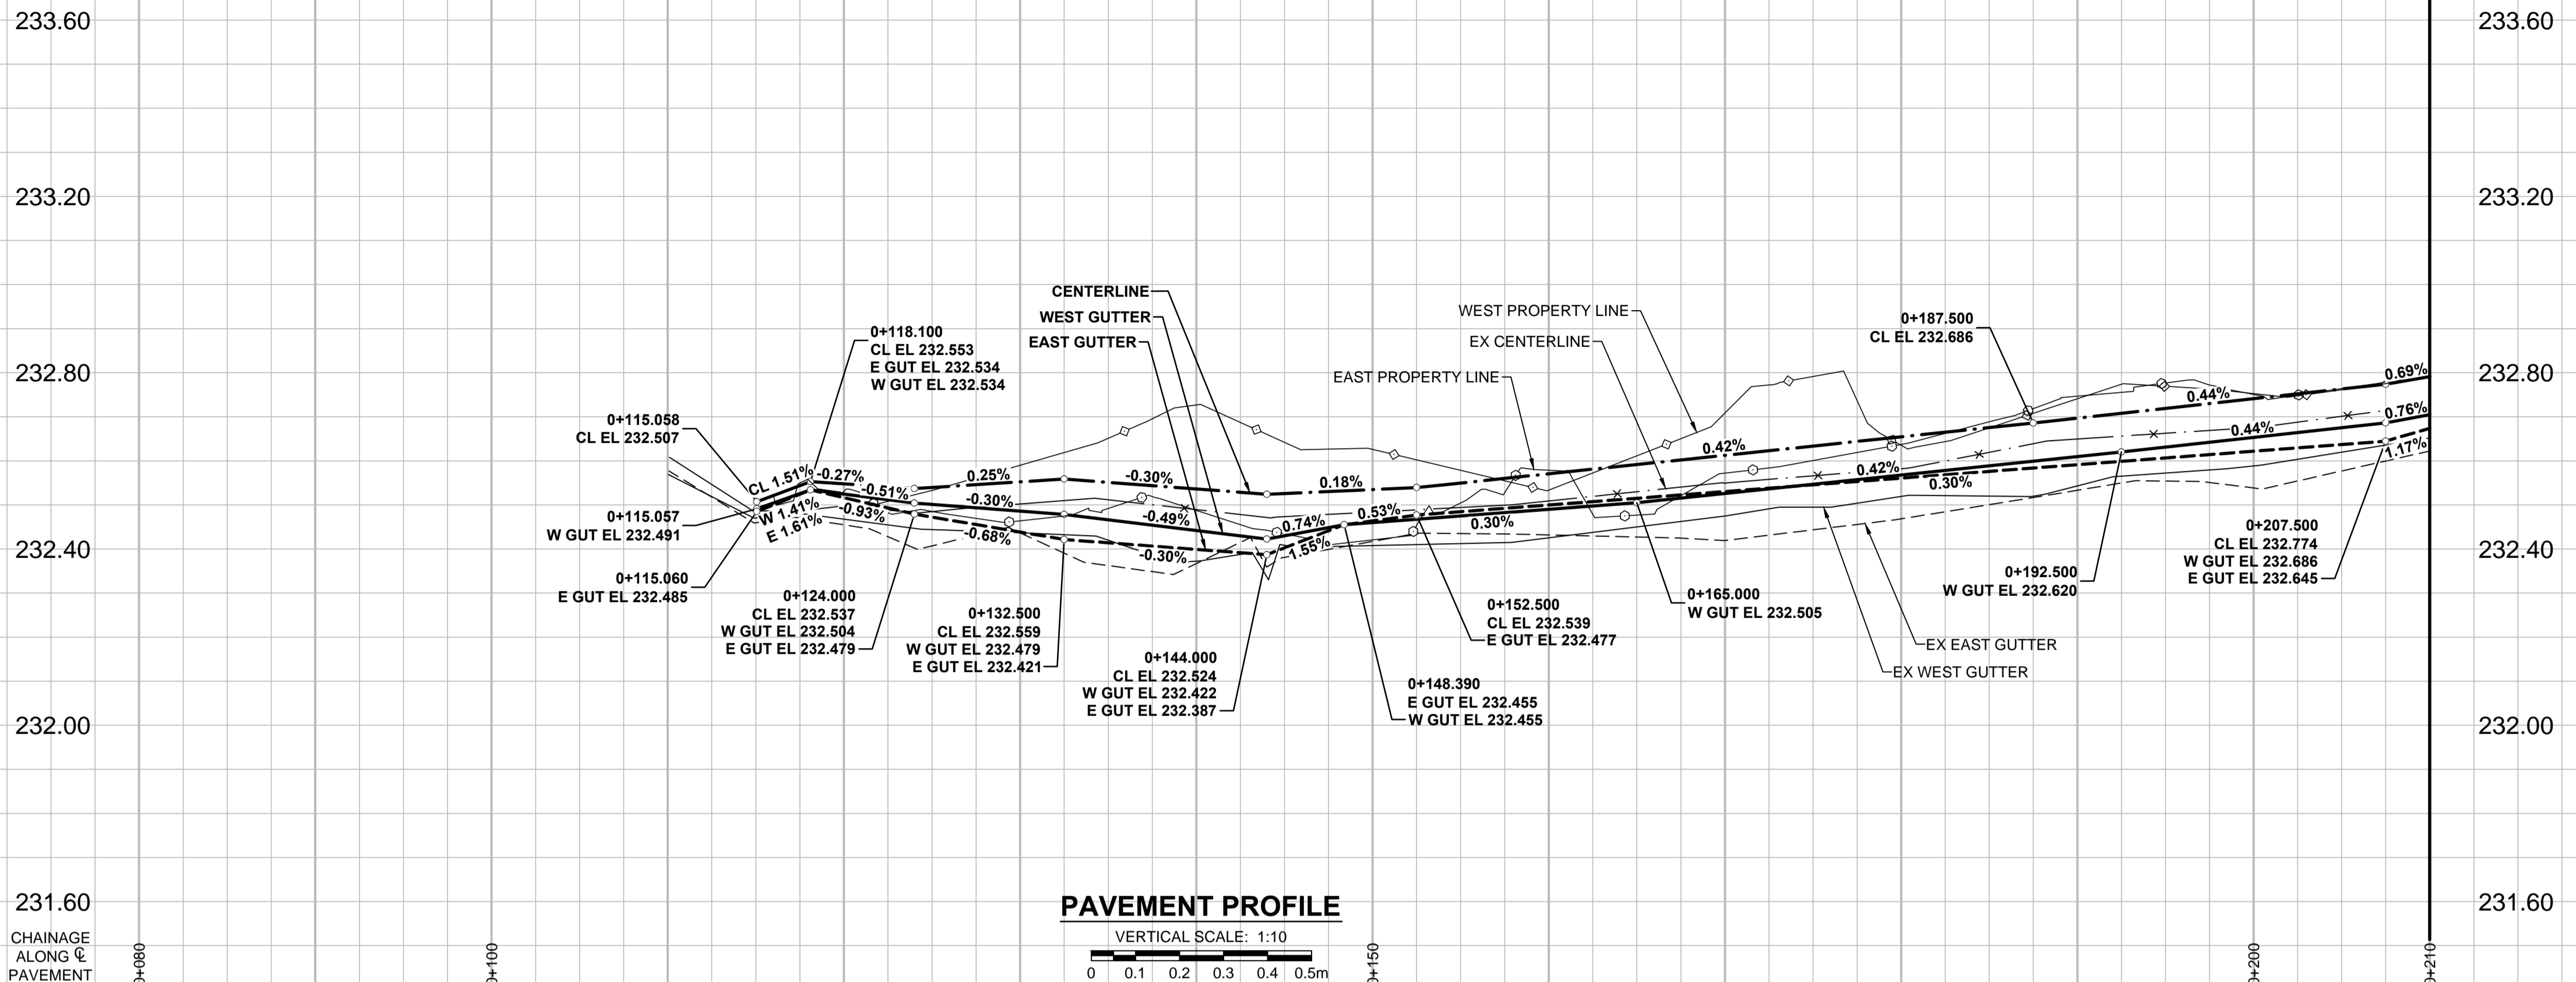 233.60
233.60
233.20
233.20
CENTERLINE
WEST GUTTER
EAST GUTTER
WEST PROPERTY LINE
EX CENTERLINE
EAST PROPERTY LINE
0+187.500
CL EL 232.686
0+118.100
CL EL 232.553
E GUT EL 232.534
W GUT EL 232.534
232.80
232.80
0+115.058
CL EL 232.507
CL 1.51%
-0.27%
-0.51%
0.25%
-0.30%
-0.30%
0.18%
0.42%
0.44%
0.69%
0.76%
0.44%
1.17%
0.42%
0.30%
W 1.41%
E 1.61%
-0.93%
-0.68%
-0.49%
-0.30%
0.74%
1.55%
0.53%
0.30%
0+115.057
W GUT EL 232.491
232.40
232.40
0+115.060
E GUT EL 232.485
0+124.000
CL EL 232.537
W GUT EL 232.504
E GUT EL 232.479
0+132.500
CL EL 232.559
W GUT EL 232.479
E GUT EL 232.421
0+144.000
CL EL 232.524
W GUT EL 232.422
E GUT EL 232.387
0+148.390
E GUT EL 232.455
W GUT EL 232.455
0+152.500
CL EL 232.539
E GUT EL 232.477
0+165.000
W GUT EL 232.505
0+192.500
W GUT EL 232.620
0+207.500
CL EL 232.774
W GUT EL 232.686
E GUT EL 232.645
EX EAST GUTTER
EX WEST GUTTER
232.00
232.00
231.60
231.60
PAVEMENT PROFILE
VERTICAL SCALE: 1:10
0 0.1 0.2 0.3 0.4 0.5m
CHAINAGE
ALONG ℄
PAVEMENT
0+080
0+100
0+150
0+200
0+210